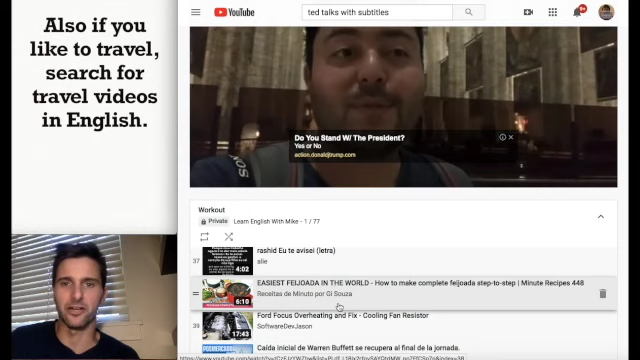 Also if you
like to travel,
search for
travel videos
in English.
YouTube
ted talks with subtitles
9+
SONY
Do You Stand W/ The President?
Yes or No
action.donaldjtrump.com
Workout
Private Learn English With Mike - 1 / 77
rashid Eu te avisei (letra)
alie
37
4:02
EASIEST FEIJOADA IN THE WORLD - How to make complete feijoada step-to-step | Minute Recipes 448
Receitas de Minuto por Gi Souza
6:10
Ford Focus Overheating and Fix - Cooling Fan Resistor
SoftwareDevJason
39
17:43
Caída inicial de Warren Buffett se recupera al final de la jornada.